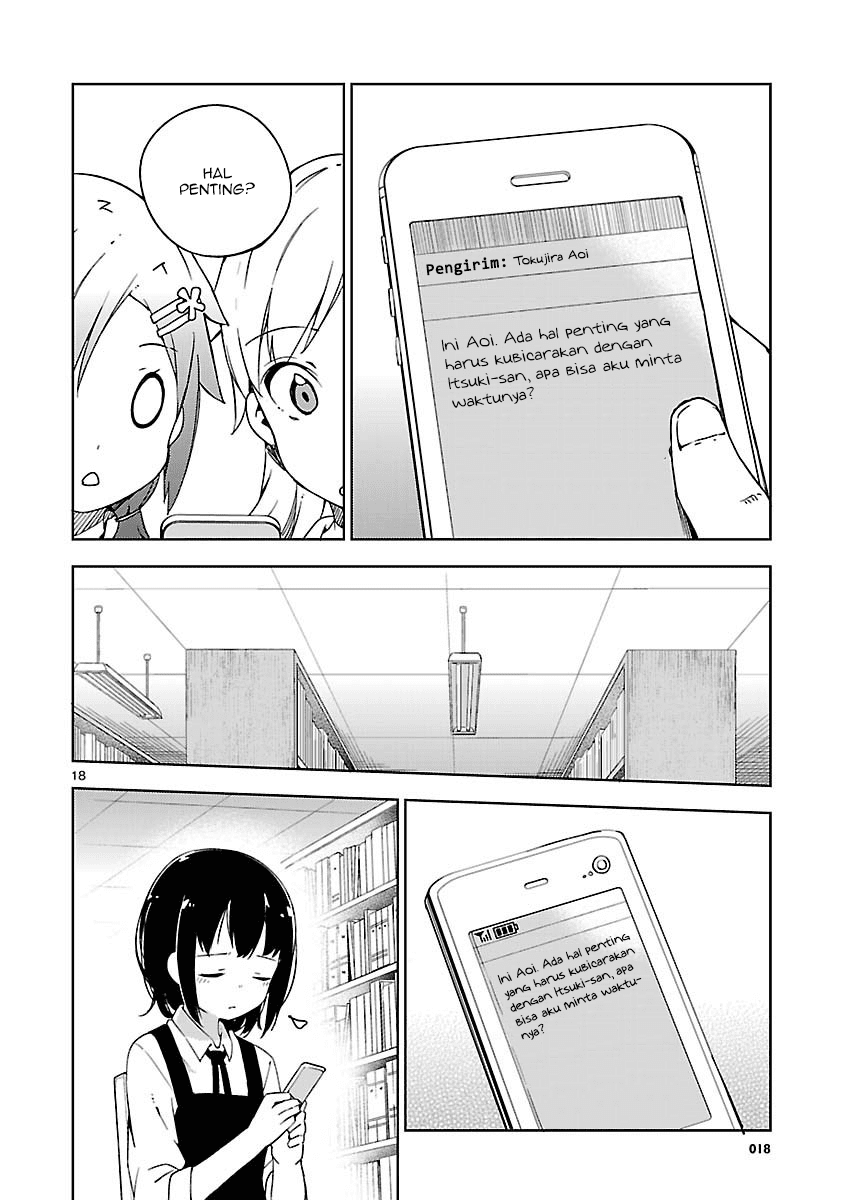 Pengirim: Tokujira Aoi
Ini Aoi. Ada hal penting yang
harus kubicarakan dengan
Itsuki-san, apa bisa aku minta
waktunya?
HAL
PENTING?
18
Ini Aoi. Ada hal penting
yang harus kubicarakan
dengan Itsuki-san, apa
bisa aku minta waktu-
nya?
018